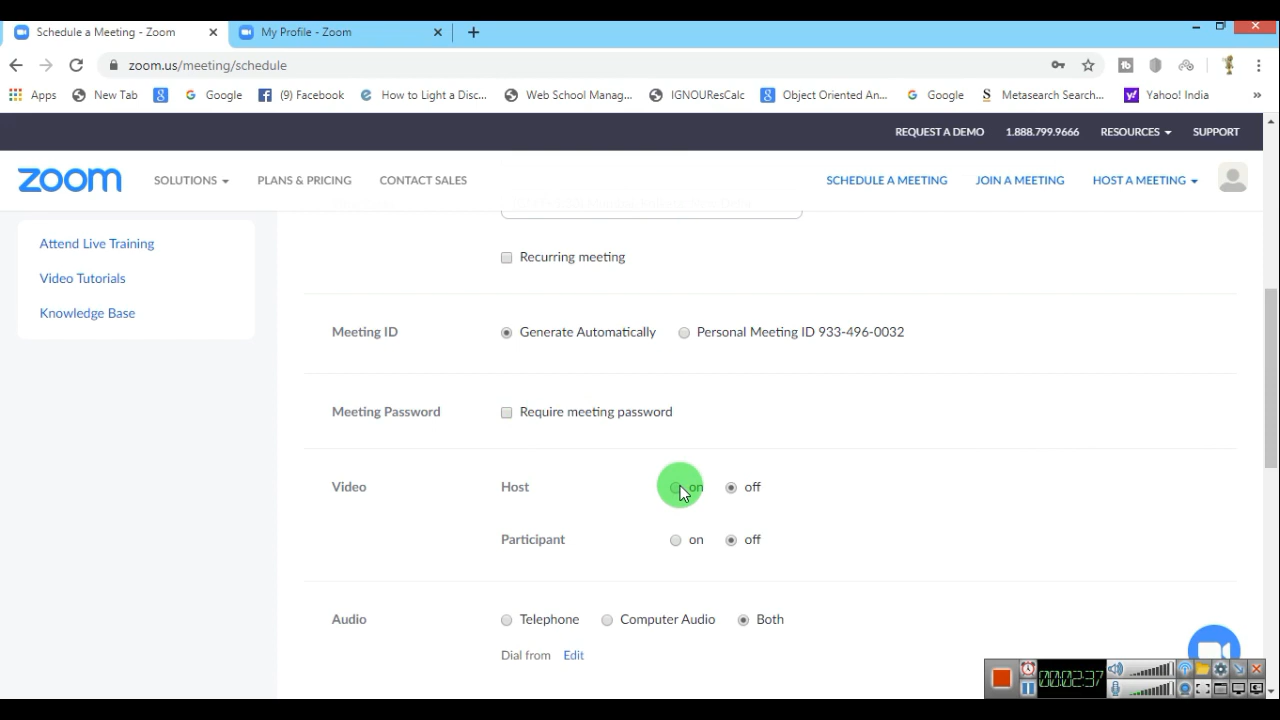 Schedule a Meeting - Zoom
My Profile - Zoom
zoom.us/meeting/schedule
Apps New Tab Google (9) Facebook How to Light a Disc... Web School Manag... IGNOUResCalc Object Oriented An... Google Metasearch Search... Yahoo! India »
REQUEST A DEMO 1.888.799.9666 RESOURCES SUPPORT
zoom SOLUTIONS PLANS & PRICING CONTACT SALES SCHEDULE A MEETING JOIN A MEETING HOST A MEETING
Attend Live Training
Video Tutorials
Knowledge Base
Recurring meeting
Meeting ID Generate Automatically Personal Meeting ID 933-496-0032
Meeting Password Require meeting password
Video Host on off
Participant on off
Audio Telephone Computer Audio Both
Dial from Edit
00:02:37